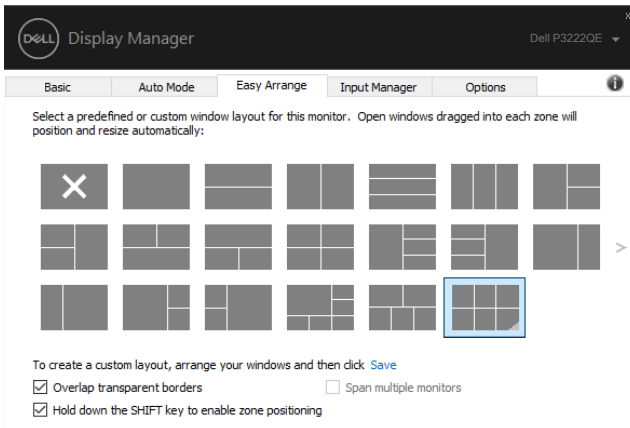 DELL Display Manager
Dell P3222QE
Basic Auto Mode Easy Arrange Input Manager Options
Select a predefined or custom window layout for this monitor. Open windows dragged into each zone will
position and resize automatically:
To create a custom layout, arrange your windows and then click Save
Overlap transparent borders Span multiple monitors
Hold down the SHIFT key to enable zone positioning